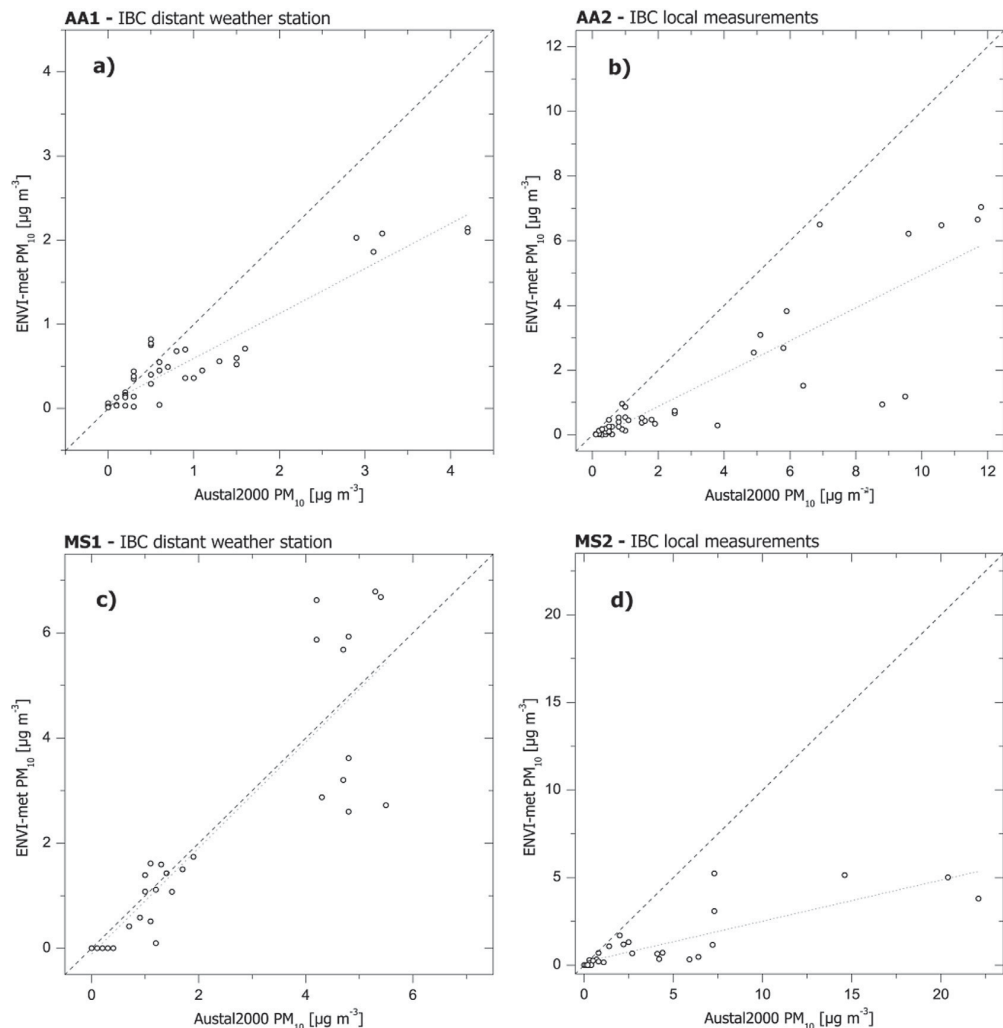 AA1 - IBC distant weather station
a)
4
3
2
1
0
ENVI-met PM₁₀ [µg m⁻³]
0 1 2 3 4
Austal2000 PM₁₀ [µg m⁻³]
AA2 - IBC local measurements
b)
12
10
8
6
4
2
0
ENVI-met PM₁₀ [µg m⁻³]
0 2 4 6 8 10 12
Austal2000 PM₁₀ [µg m⁻³]
MS1 - IBC distant weather station
c)
6
4
2
0
ENVI-met PM₁₀ [µg m⁻³]
0 2 4 6
Austal2000 PM₁₀ [µg m⁻³]
MS2 - IBC local measurements
d)
20
15
10
5
0
ENVI-met PM₁₀ [µg m⁻³]
0 5 10 15 20
Austal2000 PM₁₀ [µg m⁻³]